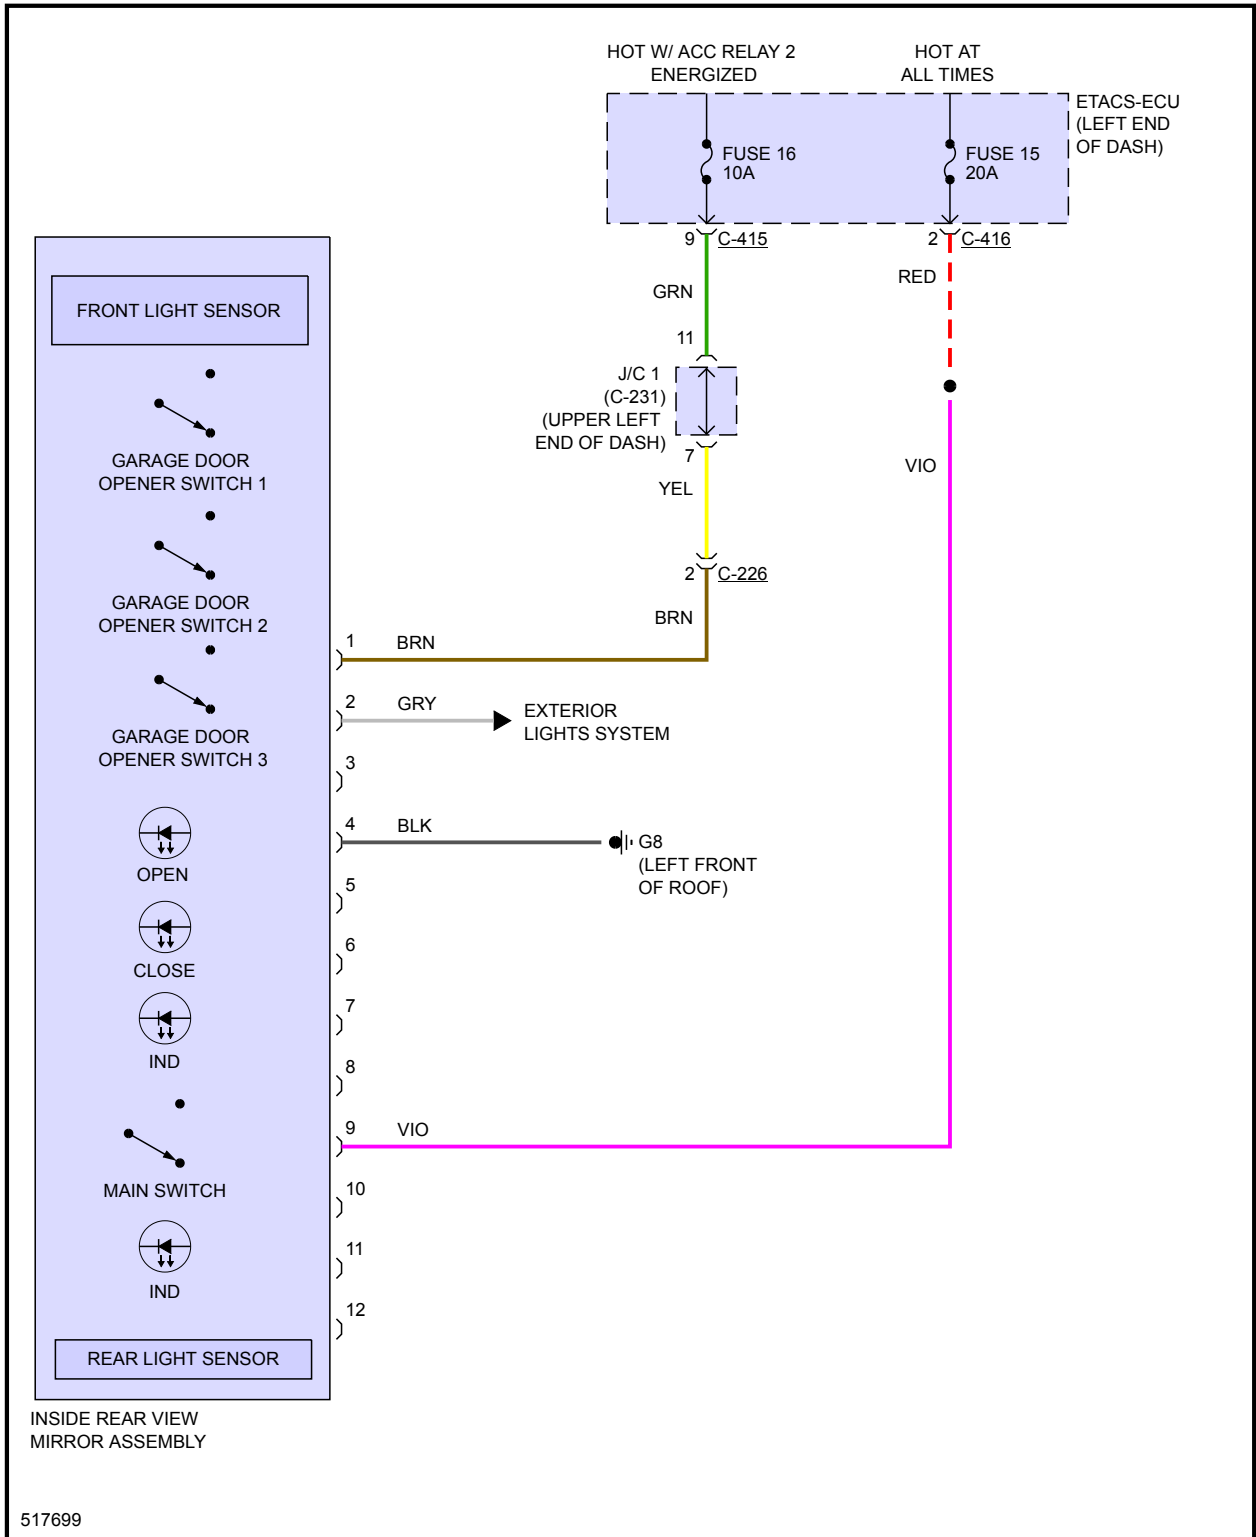 HOT W/ ACC RELAY 2
ENERGIZED
HOT AT
ALL TIMES
ETACS-ECU
(LEFT END
OF DASH)
FUSE 16
10A
FUSE 15
20A
9 C-415
2 C-416
GRN
RED
11
J/C 1
(C-231)
(UPPER LEFT
END OF DASH)
7
YEL
VIO
2 C-226
BRN
FRONT LIGHT SENSOR
GARAGE DOOR
OPENER SWITCH 1
GARAGE DOOR
OPENER SWITCH 2
GARAGE DOOR
OPENER SWITCH 3
OPEN
CLOSE
IND
MAIN SWITCH
IND
REAR LIGHT SENSOR
INSIDE REAR VIEW
MIRROR ASSEMBLY
1 BRN
2 GRY
EXTERIOR
LIGHTS SYSTEM
3
4 BLK
G8
(LEFT FRONT
OF ROOF)
5
6
7
8
9 VIO
10
11
12
517699